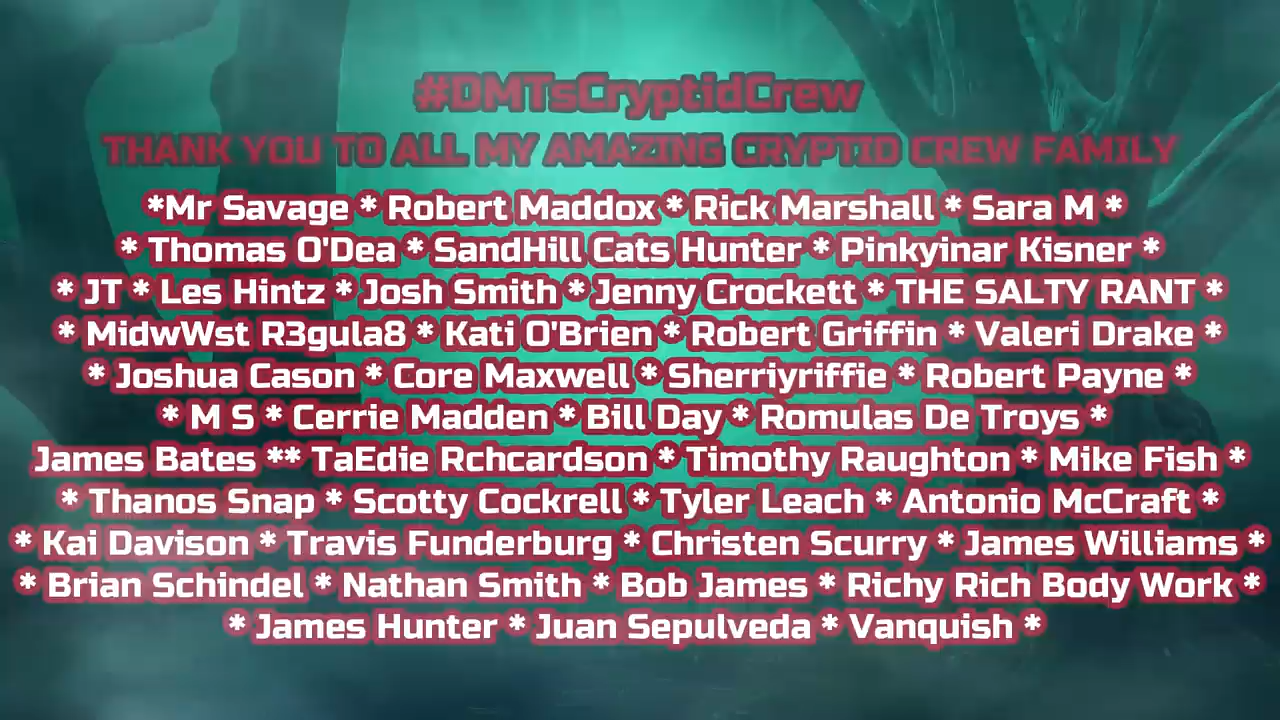 #DMTsCryptidCrew
THANK YOU TO ALL MY AMAZING CRYPTID CREW FAMILY
*Mr Savage * Robert Maddox * Rick Marshall * Sara M *
* Thomas O'Dea * SandHill Cats Hunter * Pinkyinar Kisner *
* JT * Les Hintz * Josh Smith * Jenny Crockett * THE SALTY RANT *
* MidwWst R3gula8 * Kati O'Brien * Robert Griffin * Valeri Drake *
* Joshua Cason * Core Maxwell * Sherriyriffie * Robert Payne *
* M S * Cerrie Madden * Bill Day * Romulas De Troys *
James Bates ** TaEdie Rchcardson * Timothy Raughton * Mike Fish *
* Thanos Snap * Scotty Cockrell * Tyler Leach * Antonio McCraft *
* Kai Davison * Travis Funderburg * Christen Scurry * James Williams *
* Brian Schindel * Nathan Smith * Bob James * Richy Rich Body Work *
* James Hunter * Juan Sepulveda * Vanquish *